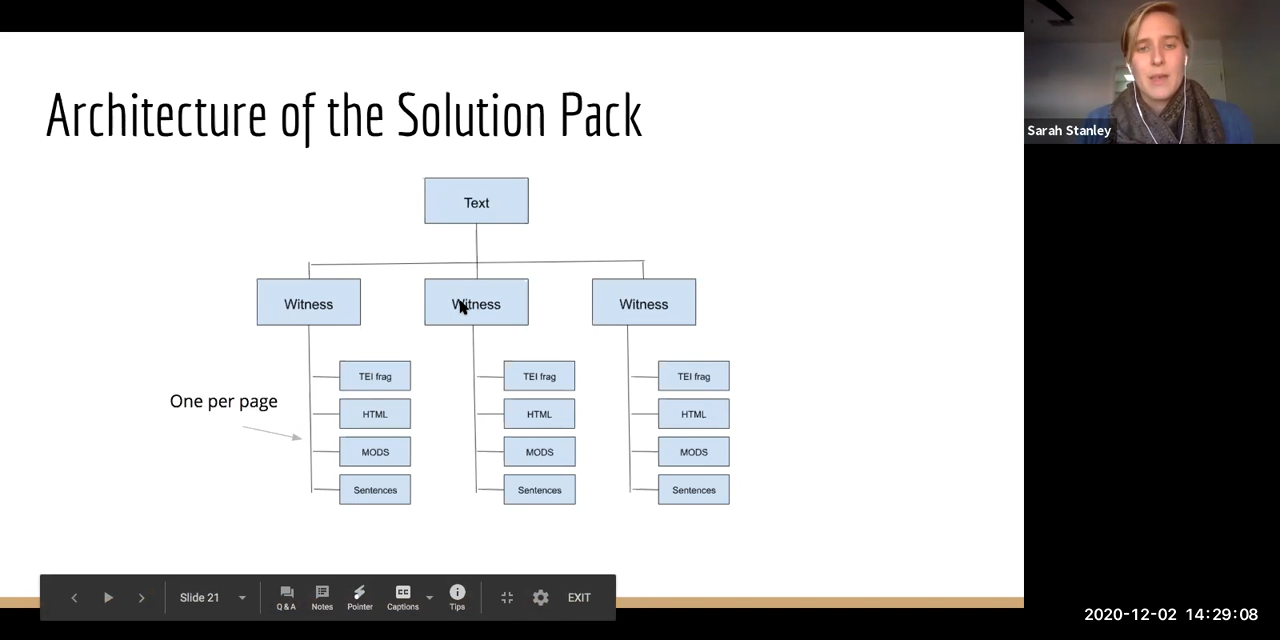 Architecture of the Solution Pack
Sarah Stanley
Text
Witness
Witness
Witness
TEI frag
TEI frag
TEI frag
One per page
HTML
HTML
HTML
MODS
MODS
MODS
Sentences
Sentences
Sentences
Slide 21
Q & A
Notes
Pointer
CC
Captions
Tips
EXIT
2020-12-02 14:29:08